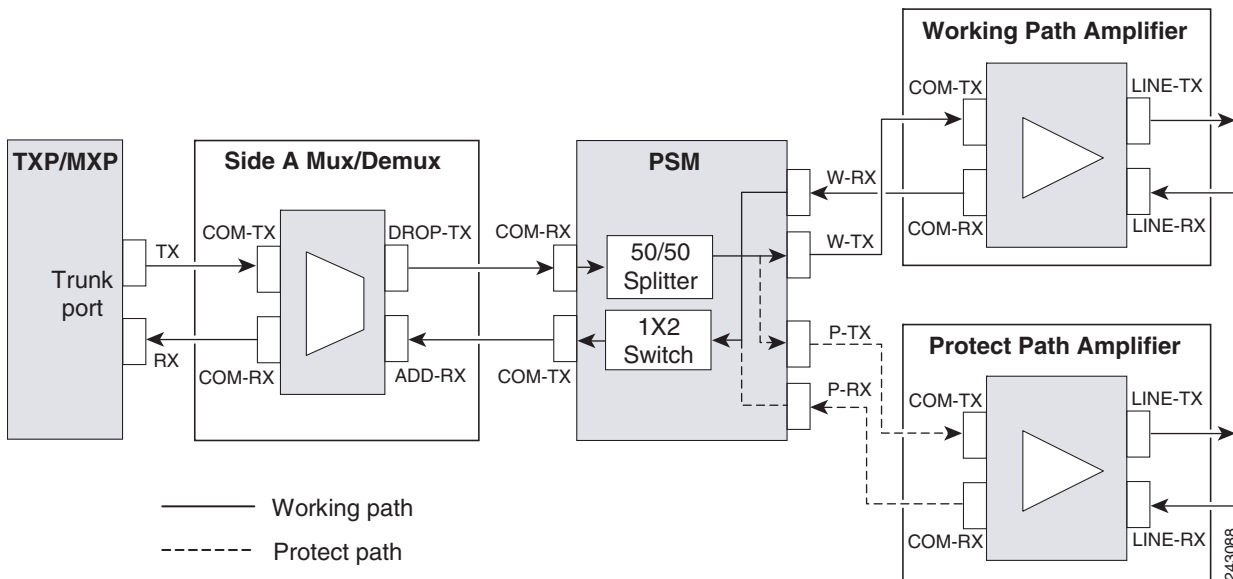 Working Path Amplifier
COM-TX
LINE-TX
COM-RX
LINE-RX
TXP/MXP
Trunk
port
TX
RX
Side A Mux/Demux
COM-TX
DROP-TX
COM-RX
ADD-RX
PSM
COM-RX
50/50
Splitter
1X2
Switch
COM-TX
W-RX
W-TX
P-TX
P-RX
Protect Path Amplifier
COM-TX
LINE-TX
COM-RX
LINE-RX
Working path
Protect path
243088